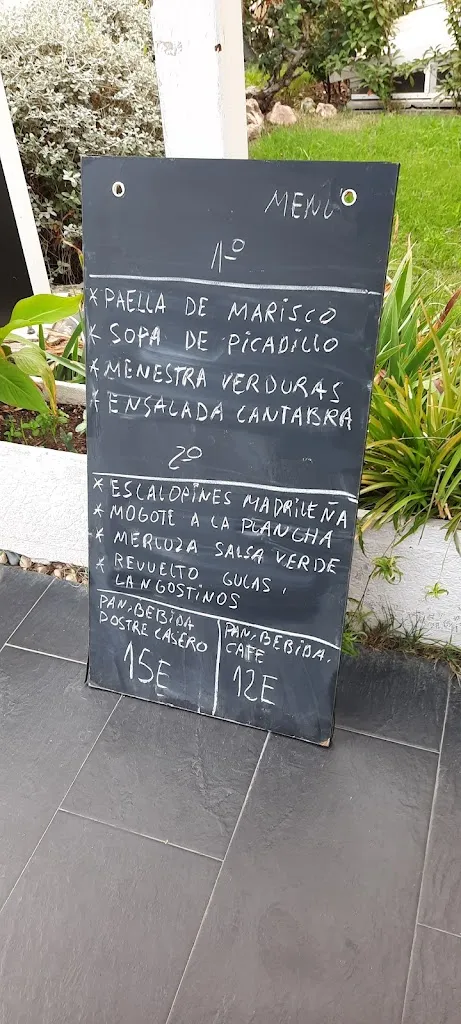 MENU
1º
* PAELLA DE MARISCO
* SOPA DE PICADILLO
* MENESTRA VERDURAS
* ENSALADA CANTABRA
2º
* ESCALOPINES MADRILEÑA
* MOGOTE A LA PLANCHA
* MERLUZA SALSA VERDE
* REVUELTO GULAS,
LANGOSTINOS
PAN, BEBIDA
POSTRE CASERO
15E
PAN, BEBIDA,
CAFE
12E